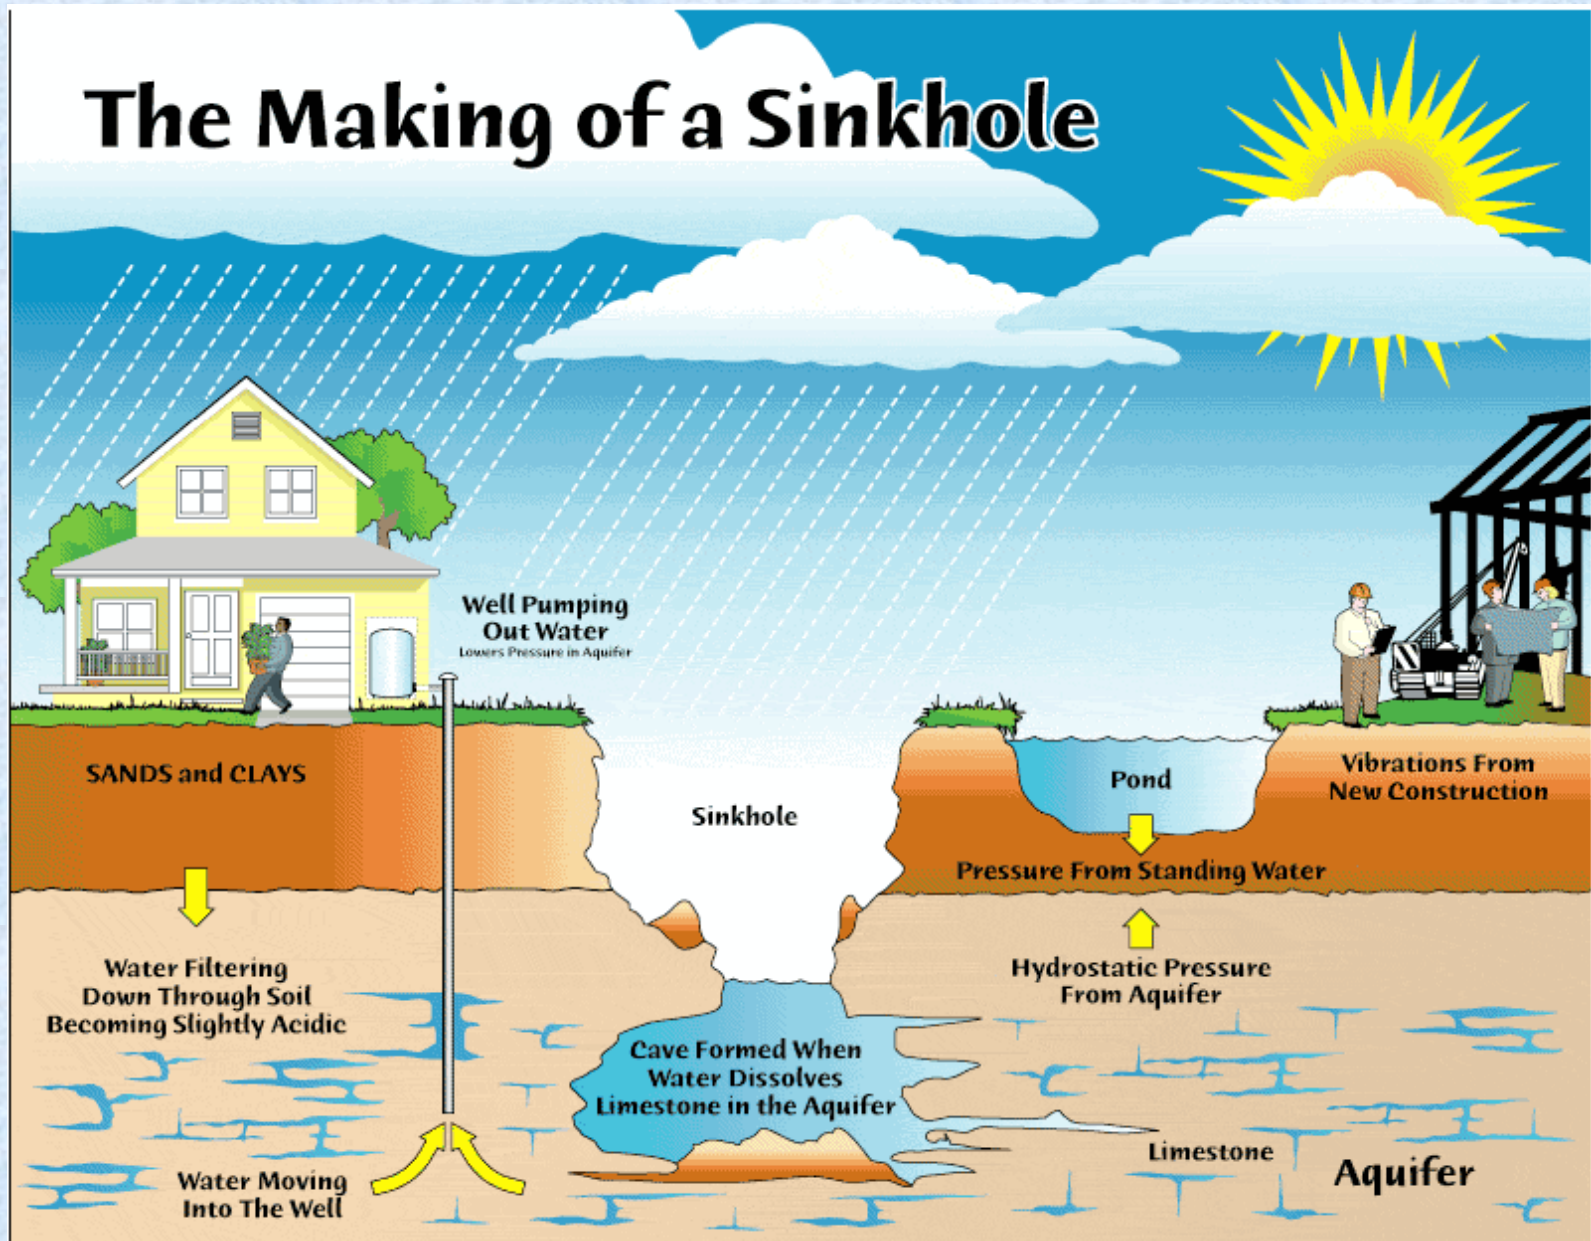 The Making of a Sinkhole
Well Pumping
Out Water
Lowers Pressure in Aquifer
SANDS and CLAYS
Sinkhole
Pond
Vibrations From
New Construction
Pressure From Standing Water
Water Filtering
Down Through Soil
Becoming Slightly Acidic
Hydrostatic Pressure
From Aquifer
Cave Formed When
Water Dissolves
Limestone in the Aquifer
Limestone
Aquifer
Water Moving
Into The Well